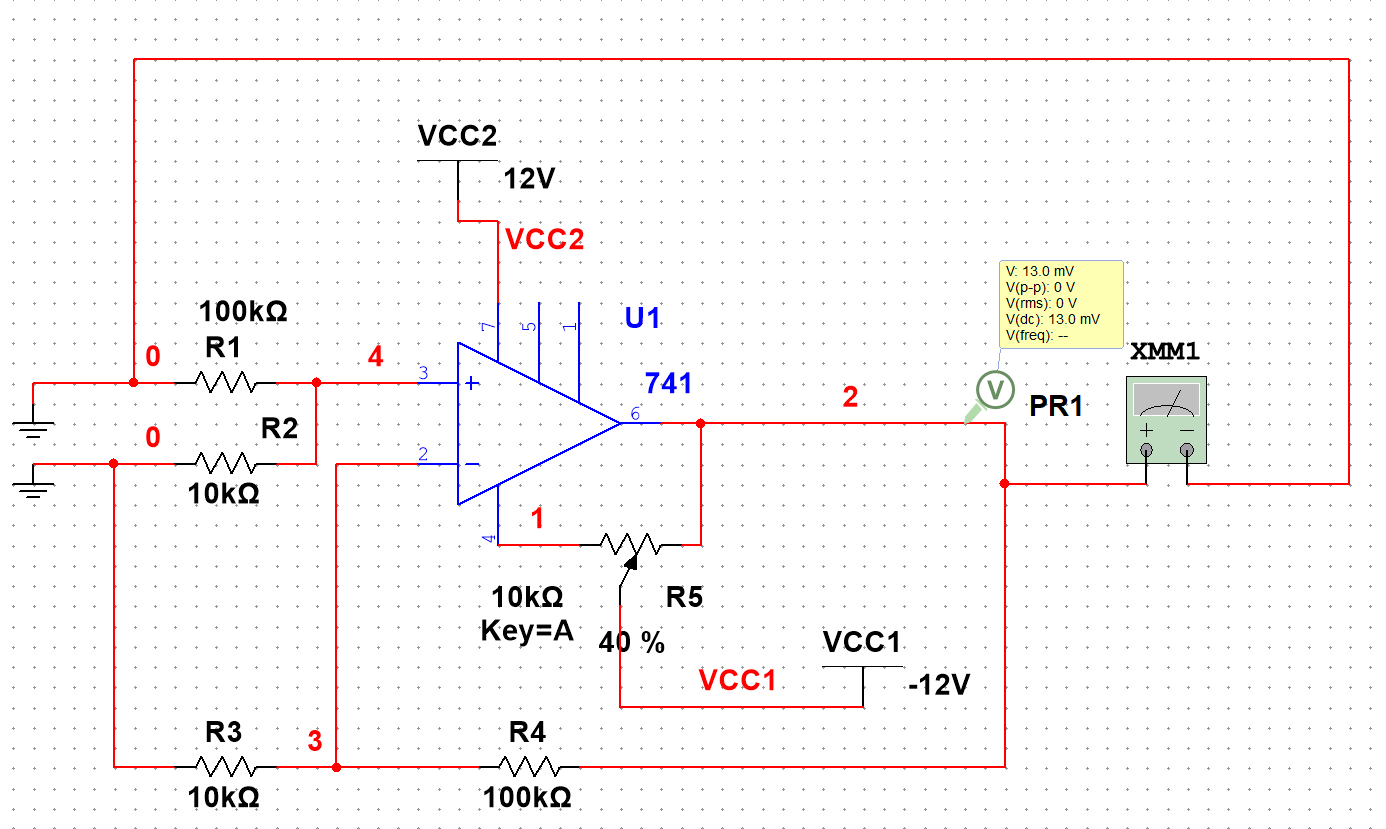 VCC2
12V
VCC2
V: 13.0 mV
V(p-p): 0 V
V(rms): 0 V
V(dc): 13.0 mV
V(freq): --
100kΩ
R1
7
5
1
U1
XMM1
0
4
3
+
741
V
PR1
2
6
+ −
0
R2
2
−
10kΩ
1
4
10kΩ
Key=A
R5
40 %
VCC1
VCC1
-12V
R3
3
R4
10kΩ
100kΩ